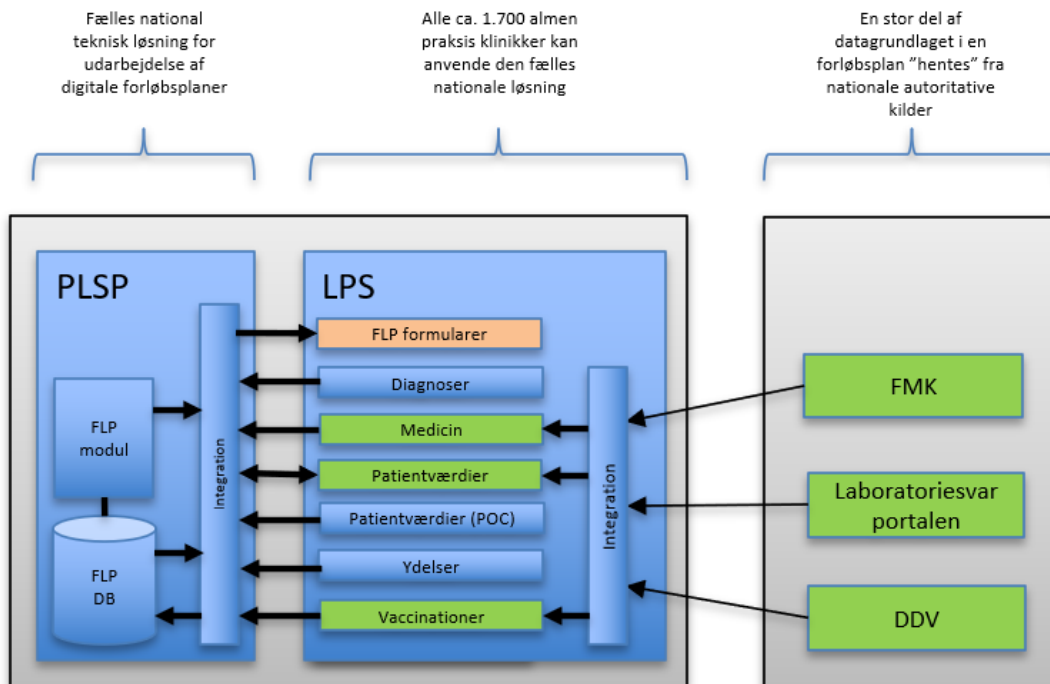 Fælles national
teknisk løsning for
udarbejdelse af
digitale forløbsplaner
Alle ca. 1.700 almen
praksis klinikker kan
anvende den fælles
nationale løsning
En stor del af
datagrundlaget i en
forløbsplan ”hentes” fra
nationale autoritative
kilder
PLSP
FLP
modul
FLP
DB
Integration
LPS
FLP formularer
Diagnoser
Medicin
Patientværdier
Patientværdier (POC)
Ydelser
Vaccinationer
Integration
FMK
Laboratoriesvar
portalen
DDV